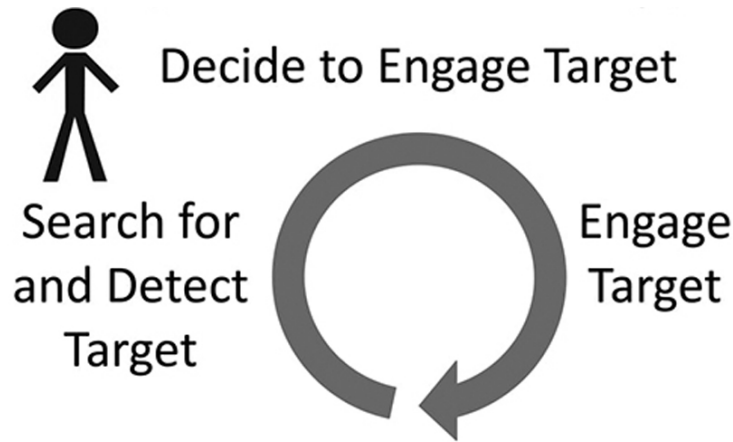 Decide to Engage Target
Search for
and Detect
Target
Engage
Target